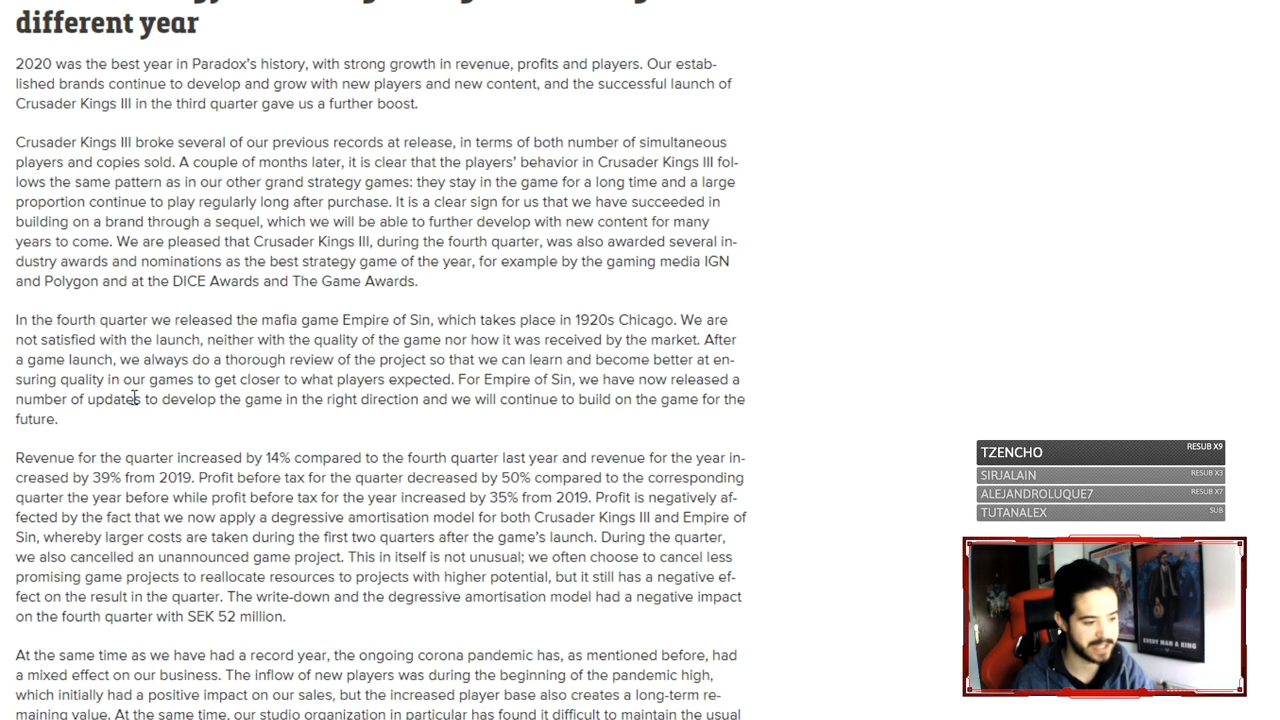 different year
2020 was the best year in Paradox's history, with strong growth in revenue, profits and players. Our estab-
lished brands continue to develop and grow with new players and new content, and the successful launch of
Crusader Kings III in the third quarter gave us a further boost.
Crusader Kings III broke several of our previous records at release, in terms of both number of simultaneous
players and copies sold. A couple of months later, it is clear that the players' behavior in Crusader Kings III fol-
lows the same pattern as in our other grand strategy games: they stay in the game for a long time and a large
proportion continue to play regularly long after purchase. It is a clear sign for us that we have succeeded in
building on a brand through a sequel, which we will be able to further develop with new content for many
years to come. We are pleased that Crusader Kings III, during the fourth quarter, was also awarded several in-
dustry awards and nominations as the best strategy game of the year, for example by the gaming media IGN
and Polygon and at the DICE Awards and The Game Awards.
In the fourth quarter we released the mafia game Empire of Sin, which takes place in 1920s Chicago. We are
not satisfied with the launch, neither with the quality of the game nor how it was received by the market. After
a game launch, we always do a thorough review of the project so that we can learn and become better at en-
suring quality in our games to get closer to what players expected. For Empire of Sin, we have now released a
number of updates to develop the game in the right direction and we will continue to build on the game for the
future.
Revenue for the quarter increased by 14% compared to the fourth quarter last year and revenue for the year in-
creased by 39% from 2019. Profit before tax for the quarter decreased by 50% compared to the corresponding
quarter the year before while profit before tax for the year increased by 35% from 2019. Profit is negatively af-
fected by the fact that we now apply a degressive amortisation model for both Crusader Kings III and Empire of
Sin, whereby larger costs are taken during the first two quarters after the game's launch. During the quarter,
we also cancelled an unannounced game project. This in itself is not unusual; we often choose to cancel less
promising game projects to reallocate resources to projects with higher potential, but it still has a negative ef-
fect on the result in the quarter. The write-down and the degressive amortisation model had a negative impact
on the fourth quarter with SEK 52 million.
At the same time as we have had a record year, the ongoing corona pandemic has, as mentioned before, had
a mixed effect on our business. The inflow of new players was during the beginning of the pandemic high,
which initially had a positive impact on our sales, but the increased player base also creates a long-term re-
maining value. At the same time, our studio organization in particular has found it difficult to maintain the usual
TZENCHO RESUB X9
SIRJALAIN RESUB X3
ALEJANDROLUQUE7 RESUB X7
TUTANALEX SUB
EVERY MAN A KING